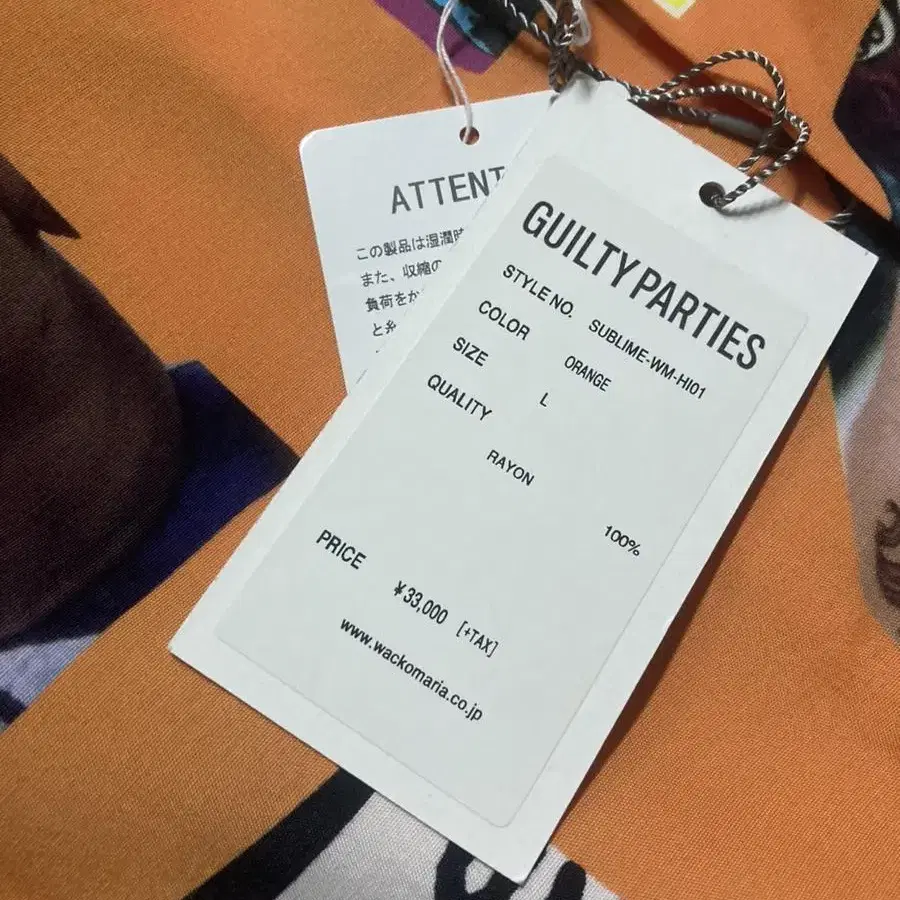 ATTENT
この製品は湿潤時
また、収縮の
負荷をか
と糸
GUILTY PARTIES
STYLE NO. SUBLIME-WM-HI01
COLOR ORANGE
SIZE L
QUALITY
RAYON 100%
PRICE ¥33,000 [+TAX]
www.wackomaria.co.jp